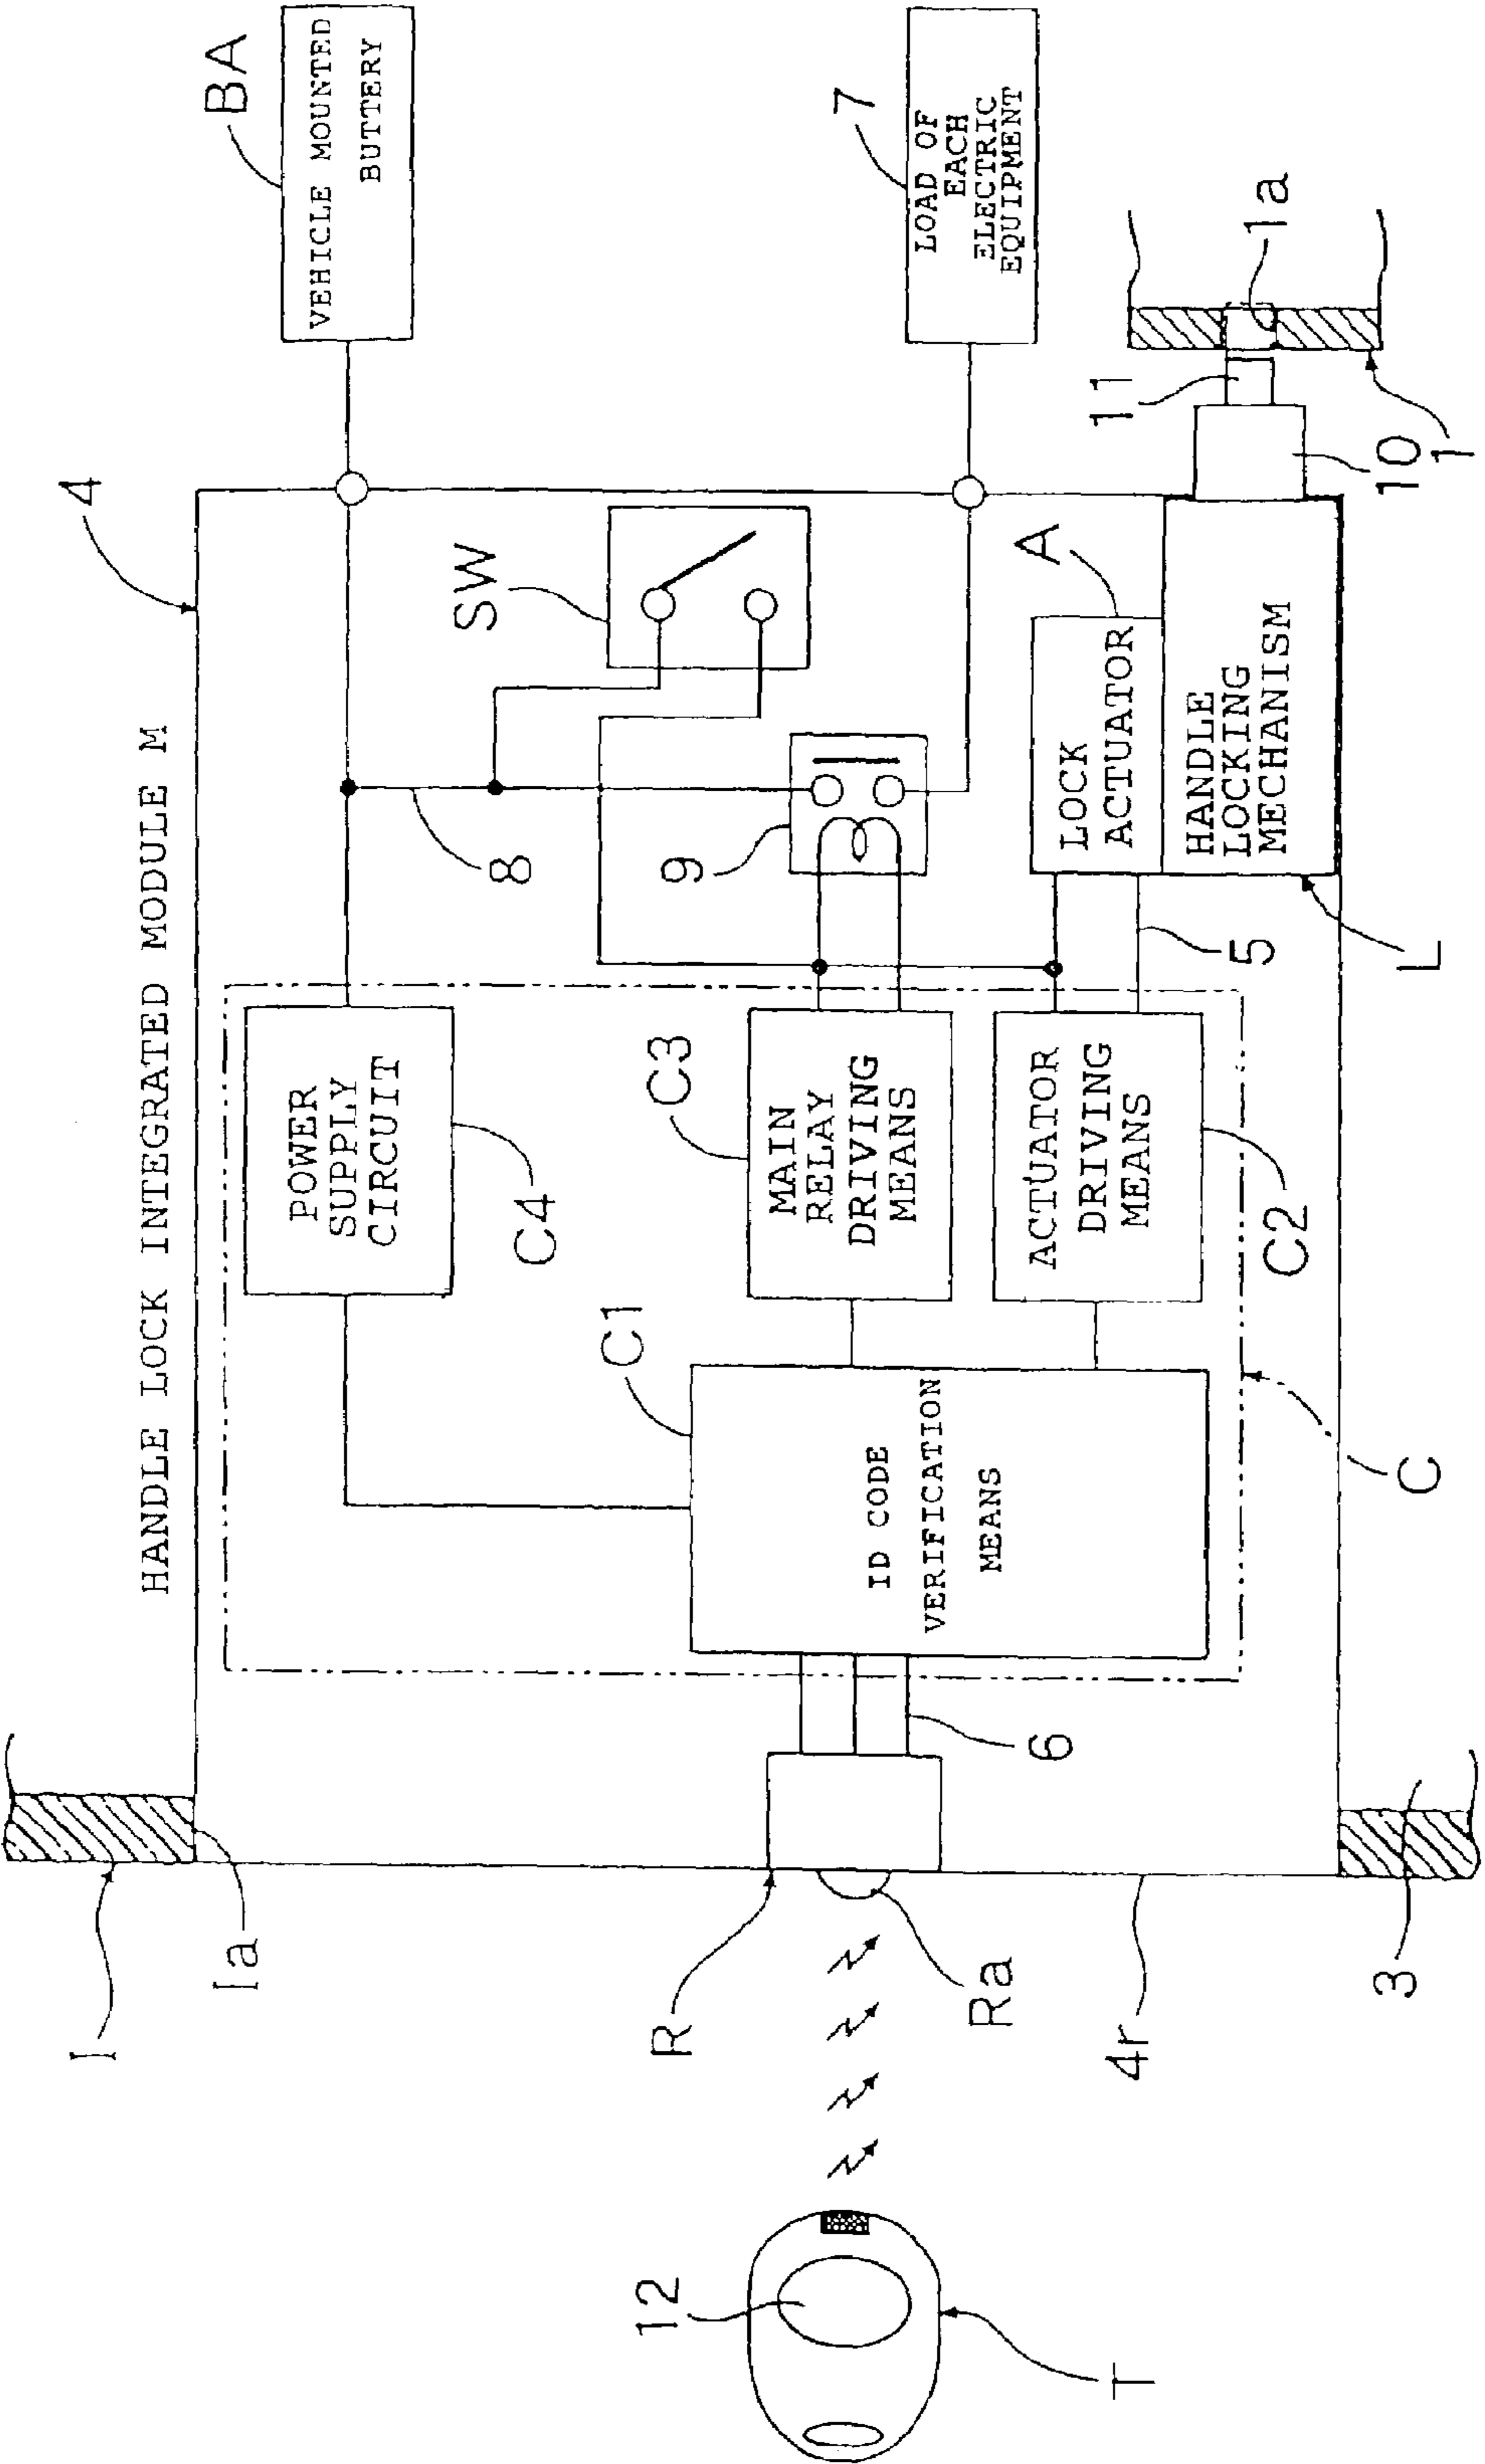 HANDLE LOCK INTEGRATED MODULE M
4
BA
VEHICLE MOUNTED
BUTTERY
I
Ia
POWER
SUPPLY
CIRCUIT
C4
8
SW
C1
C3
9
7
LOAD OF
EACH
ELECTRIC
EQUIPMENT
12
R
Ra
ID CODE
VERIFICATION
MEANS
MAIN
RELAY
DRIVING
MEANS
6
ACTUATOR
DRIVING
MEANS
C2
A
LOCK
ACTUATOR
5
HANDLE
LOCKING
MECHANISM
11
1a
10
1
T
4r
3
C
L